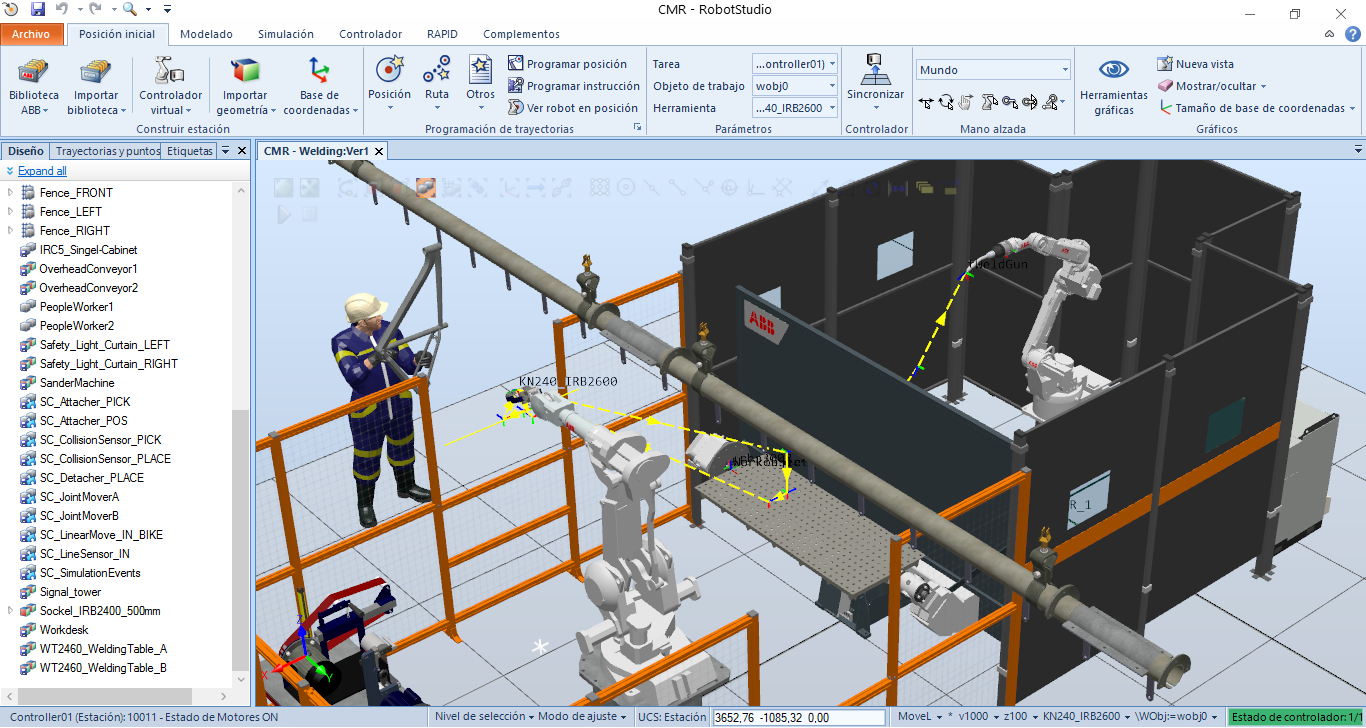 CMR - RobotStudio
Archivo Posición inicial Modelado Simulación Controlador RAPID Complementos
Biblioteca ABB
Importar biblioteca
Controlador virtual
Importar geometría
Base de coordenadas
Construir estación
Posición
Ruta
Otros
Programar posición
Programar instrucción
Ver robot en posición
Programación de trayectorias
Tarea ...ontroller01)
Objeto de trabajo wobj0
Herramienta ...40_IRB2600
Parámetros
Sincronizar
Controlador
Mundo
Mano alzada
Herramientas gráficas
Nueva vista
Mostrar/ocultar
Tamaño de base de coordenadas
Gráficos
Diseño Trayectorias y puntos Etiquetas
CMR - Welding:Ver1
Expand all
Fence_FRONT
Fence_LEFT
Fence_RIGHT
IRC5_Singel-Cabinet
OverheadConveyor1
OverheadConveyor2
PeopleWorker1
PeopleWorker2
Safety_Light_Curtain_LEFT
Safety_Light_Curtain_RIGHT
SanderMachine
SC_Attacher_PICK
SC_Attacher_POS
SC_CollisionSensor_PICK
SC_CollisionSensor_PLACE
SC_Detacher_PLACE
SC_JointMoverA
SC_JointMoverB
SC_LinearMove_IN_BIKE
SC_LineSensor_IN
SC_SimulationEvents
Signal_tower
Sockel_IRB2400_500mm
Workdesk
WT2460_WeldingTable_A
WT2460_WeldingTable_B
tWeldGun
ABB
KN240_IRB2600
R_1
Z
X
Y
Controller01 (Estación): 10011 - Estado de Motores ON
Nivel de selección Modo de ajuste UCS: Estación 3652,76 -1085,32 0,00 MoveL * v1000 z100 KN240_IRB2600 \WObj:=wobj0 Estado de controlador: 1/1